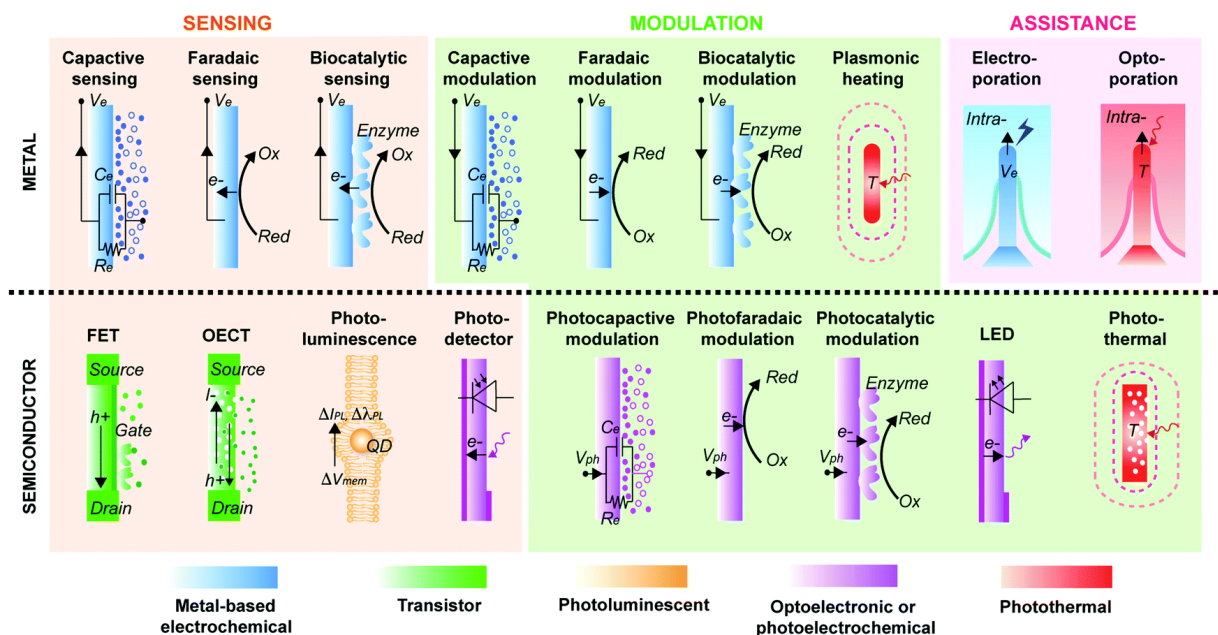 SENSING
MODULATION
ASSISTANCE
METAL
Capactive
sensing
Faradaic
sensing
Biocatalytic
sensing
Capactive
modulation
Faradaic
modulation
Biocatalytic
modulation
Plasmonic
heating
Electro-
poration
Opto-
poration
Ve
Ce
Re
Ve
Ox
e-
Red
Ve
Enzyme
Ox
e-
Red
Ve
Ce
Re
Ve
Red
e-
Ox
Ve
Enzyme
Red
e-
Ox
T
Intra-
Ve
Intra-
T
SEMICONDUCTOR
FET
OECT
Photo-
luminescence
Photo-
detector
Photocapactive
modulation
Photofaradaic
modulation
Photocatalytic
modulation
LED
Photo-
thermal
Source
h+
Gate
Drain
Source
I-
h+
Drain
ΔIPL, ΔλPL
QD
ΔVmem
e-
Ce
Vph
Re
Red
e-
Vph
Ox
Enzyme
Red
e-
Vph
Ox
e-
T
Metal-based
electrochemical
Transistor
Photoluminescent
Optoelectronic or
photoelectrochemical
Photothermal